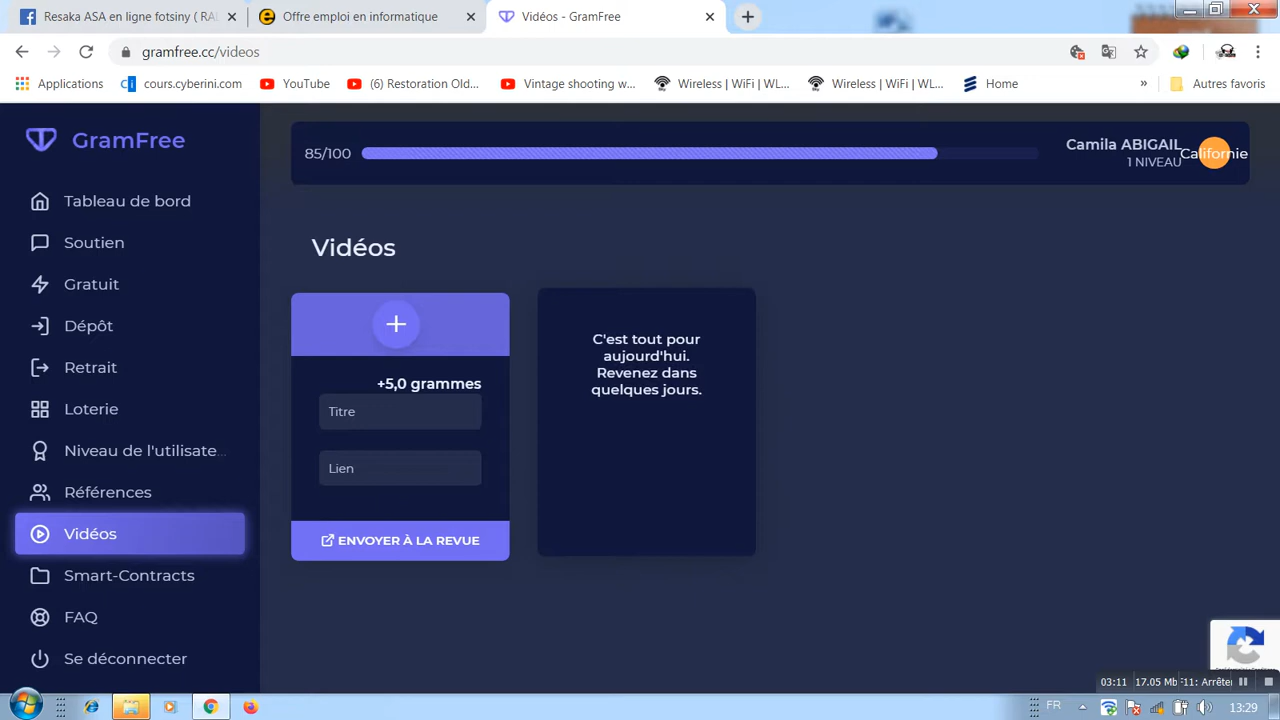 Resaka ASA en ligne fotsiny ( RA
Offre emploi en informatique
Vidéos - GramFree
gramfree.cc/videos
Applications
cours.cyberini.com
YouTube
(6) Restoration Old...
Vintage shooting w...
Wireless | WiFi | WL...
Wireless | WiFi | WL...
Home
»
Autres favoris
GramFree
85/100
Camila ABIGAIL
1 NIVEAU
Californie
Tableau de bord
Soutien
Gratuit
Dépôt
Retrait
Loterie
Niveau de l'utilisate...
Références
Vidéos
Smart-Contracts
FAQ
Se déconnecter
Vidéos
+5,0 grammes
Titre
Lien
ENVOYER À LA REVUE
C'est tout pour
aujourd'hui.
Revenez dans
quelques jours.
03:11
17.05 Mb
F11: Arrêter
FR
13:29